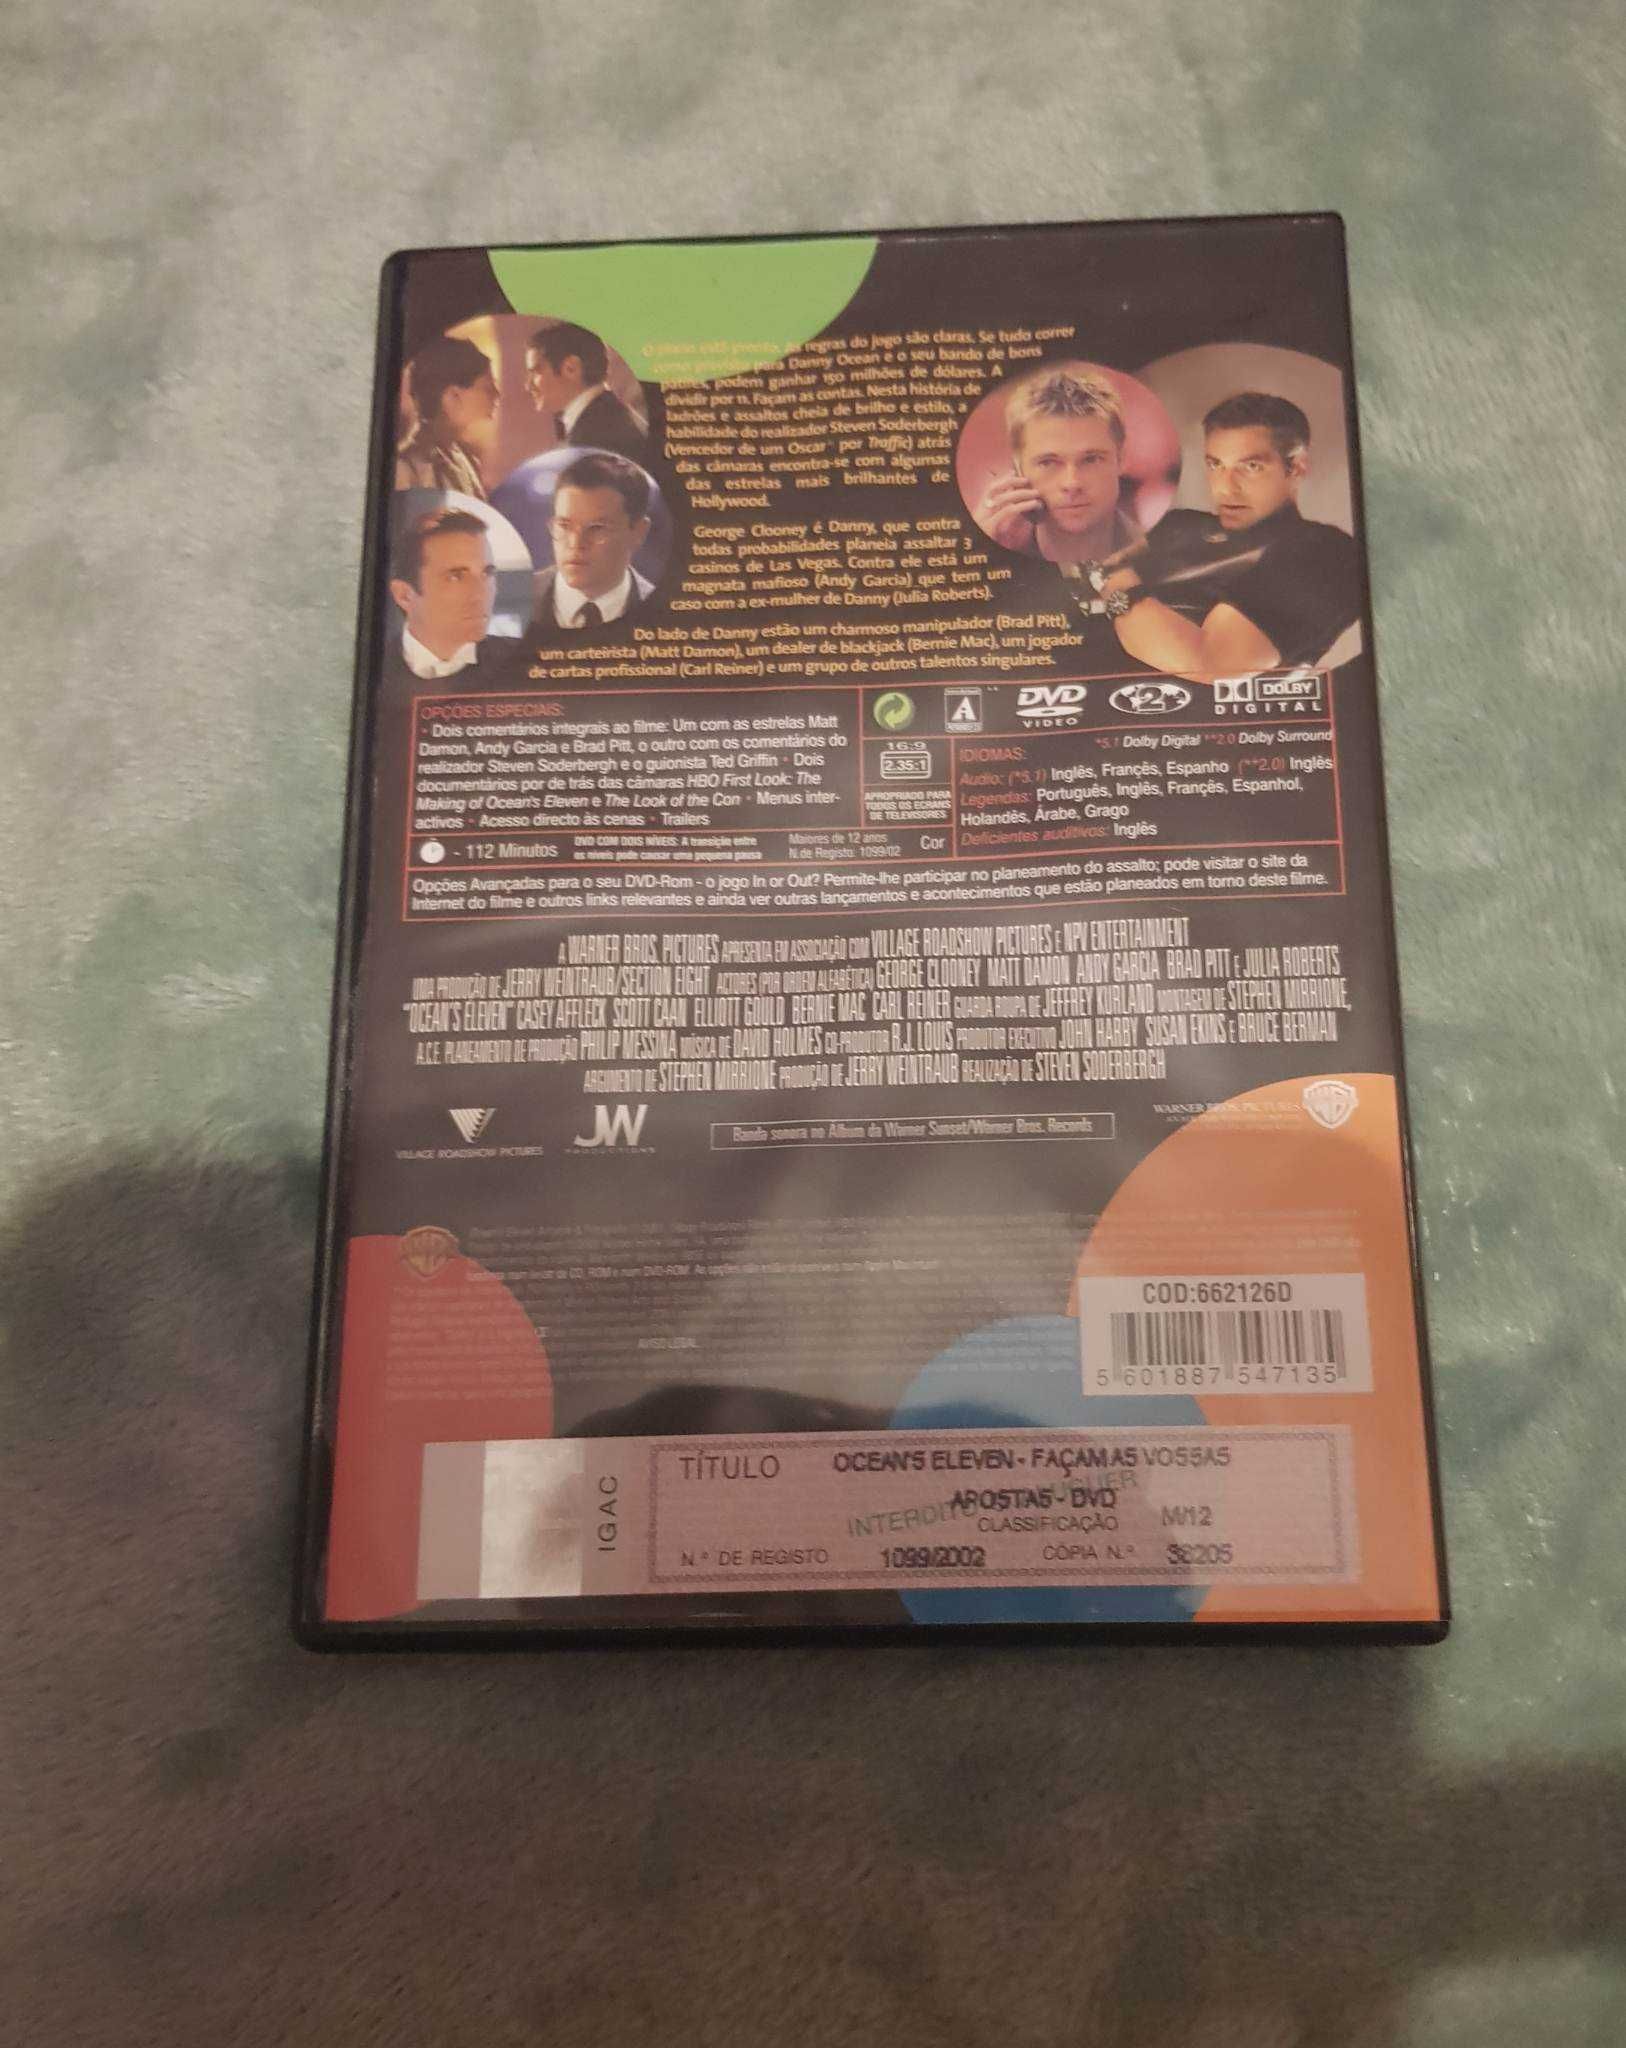 O plano está pronto. As regras do jogo são claras. Se tudo correr
como previsto para Danny Ocean e o seu bando de bons
podem ganhar 150 milhões de dólares. A
dividir por 11. Façam as contas. Nesta história de
ladrões e assaltos cheia de brilho e estilo, a
habilidade do realizador Steven Soderbergh
(Vencedor de um Oscar por Traffic) atrás
das câmaras encontra-se com algumas
das estrelas mais brilhantes de
Hollywood.
George Clooney é Danny, que contra
todas probabilidades planeia assaltar 3
casinos de Las Vegas. Contra ele está um
magnata mafioso (Andy Garcia) que tem um
caso com a ex-mulher de Danny (Julia Roberts).
Do lado de Danny estão um charmoso manipulador (Brad Pitt),
um carteirista (Matt Damon), um dealer de blackjack (Bernie Mac), um jogador
de cartas profissional (Carl Reiner) e um grupo de outros talentos singulares.
OPÇÕES ESPECIAIS:
• Dois comentários integrais ao filme: Um com as estrelas Matt
Damon, Andy Garcia e Brad Pitt, o outro com os comentários do
realizador Steven Soderbergh e o guionista Ted Griffin • Dois
documentários por de trás das câmaras HBO First Look: The
Making of Ocean's Eleven e The Look of the Con • Menus inter-
activos • Acesso directo às cenas • Trailers
A
DVD
VIDEO
2
DOLBY
DIGITAL
16:9
2.35:1
APROPRIADO PARA
TODOS OS ECRANS
DE TELEVISORES
*5.1 Dolby Digital **2.0 Dolby Surround
IDIOMAS:
Audio: (*5.1) Inglês, Françês, Espanho (**2.0) Inglês
Legendas: Português, Inglês, Françês, Espanhol,
Holandês, Árabe, Grago
Deficientes auditivos: Inglês
- 112 Minutos
DVD COM DOIS NÍVEIS: A transição entre
os níveis pode causar uma pequena pausa
Maiores de 12 anos
N.de Registo: 1099/02
Cor
Opções Avançadas para o seu DVD-Rom - o jogo In or Out? Permite-lhe participar no planeamento do assalto; pode visitar o site da
Internet do filme e outros links relevantes e ainda ver outras lançamentos e acontecimentos que estão planeados em torno deste filme.
A WARNER BROS. PICTURES APRESENTA EM ASSOCIAÇÃO COM VILLAGE ROADSHOW PICTURES E NPV ENTERTAINMENT
UMA PRODUÇÃO DE JERRY WEINTRAUB/SECTION EIGHT ACTORES (POR ORDEM ALFABÉTICA) GEORGE CLOONEY MATT DAMON ANDY GARCIA BRAD PITT E JULIA ROBERTS
"OCEAN'S ELEVEN" CASEY AFFLECK SCOTT CAAN ELLIOTT GOULD BERNIE MAC CARL REINER GUARDA ROUPA DE JEFFREY KURLAND MONTAGEM DE STEPHEN MIRRIONE,
A.C.E. PLANEAMENTO DE PRODUÇÃO PHILIP MESSINA MÚSICA DE DAVID HOLMES CO-PRODUTOR R.J. LOUIS PRODUTOR EXECUTIVO JOHN HARBY SUSAN EKINS E BRUCE BERMAN
ARGUMENTO DE STEPHEN MIRRIONE PRODUÇÃO DE JERRY WEINTRAUB REALIZAÇÃO DE STEVEN SODERBERGH
VILLAGE ROADSHOW PICTURES
JW
PRODUCTIONS
Banda sonora no Álbum da Warner Sunset/Warner Bros. Records
WARNER BROS. PICTURES
AVISO LEGAL
COD:662126D
5 601887 547135
IGAC
TÍTULO OCEAN'S ELEVEN - FAÇAM AS VOSSAS
APOSTAS - DVD
INTERDITO
CLASSIFICAÇÃO M/12
N.º DE REGISTO 1099/2002 CÓPIA N.º 38205